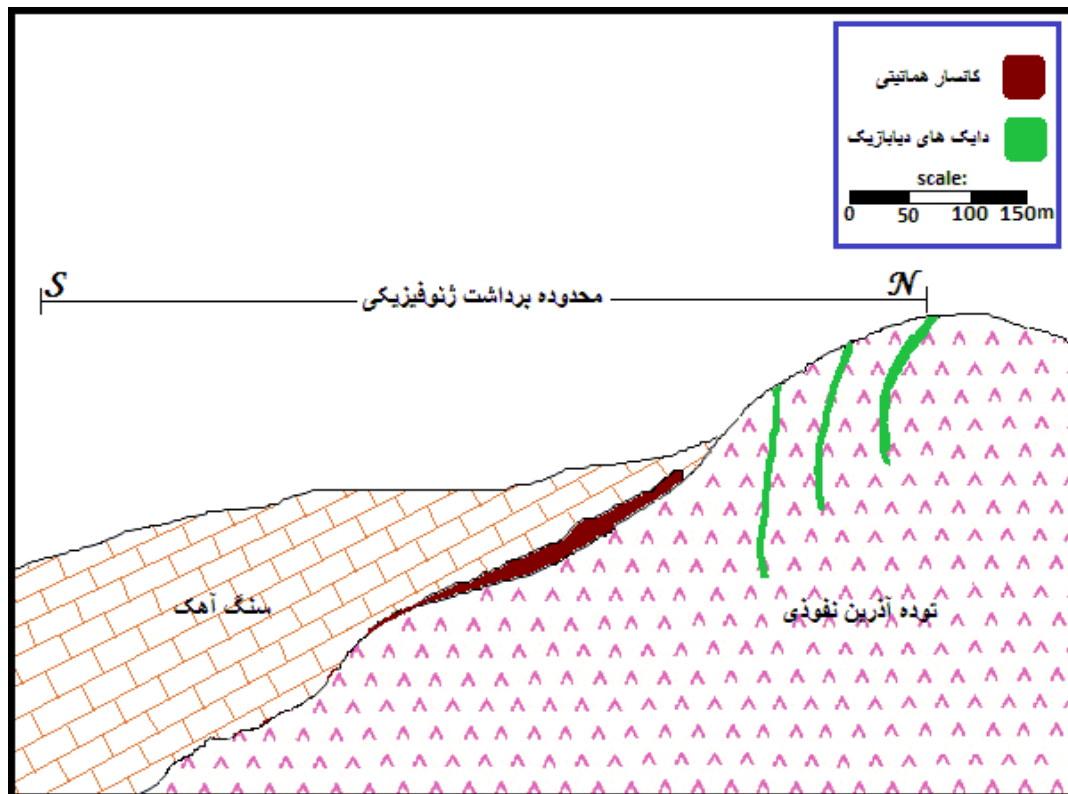 کانسار هماتیتی
دایک های دیابازیک
scale:
0 50 100 150m
S محدوده برداشت ژئوفیزیکی N
سنگ آهک
توده آذرین نفوذی